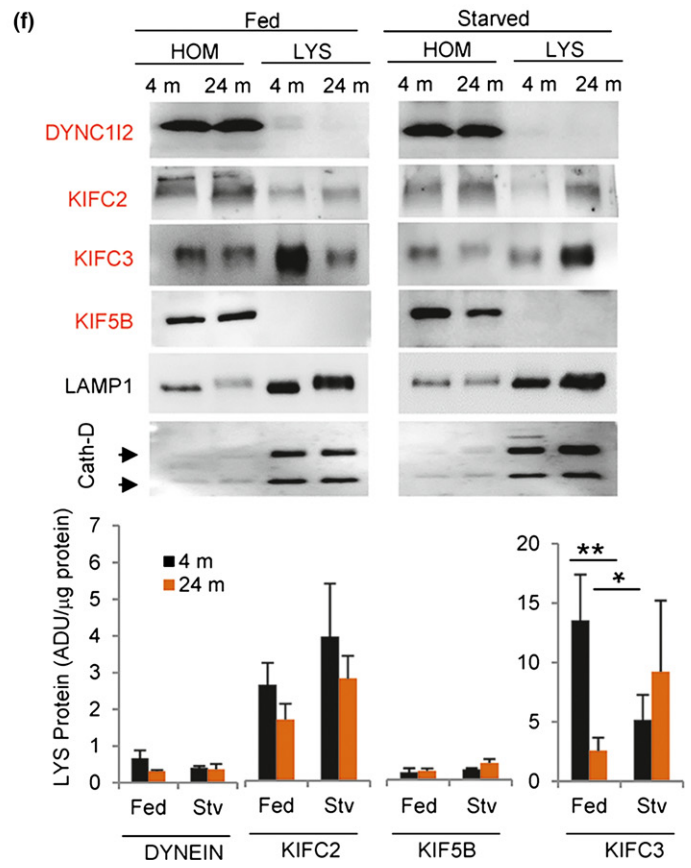 (f)
Fed Starved
HOM LYS HOM LYS
4 m 24 m 4 m 24 m 4 m 24 m 4 m 24 m
DYNC1I2
KIFC2
KIFC3
KIF5B
LAMP1
Cath-D
LYS Protein (ADU/µg protein)
7
6
5
4
3
2
1
0
4 m
24 m
20
15
10
5
0
** 
*
Fed Stv Fed Stv Fed Stv Fed Stv
DYNEIN KIFC2 KIF5B KIFC3